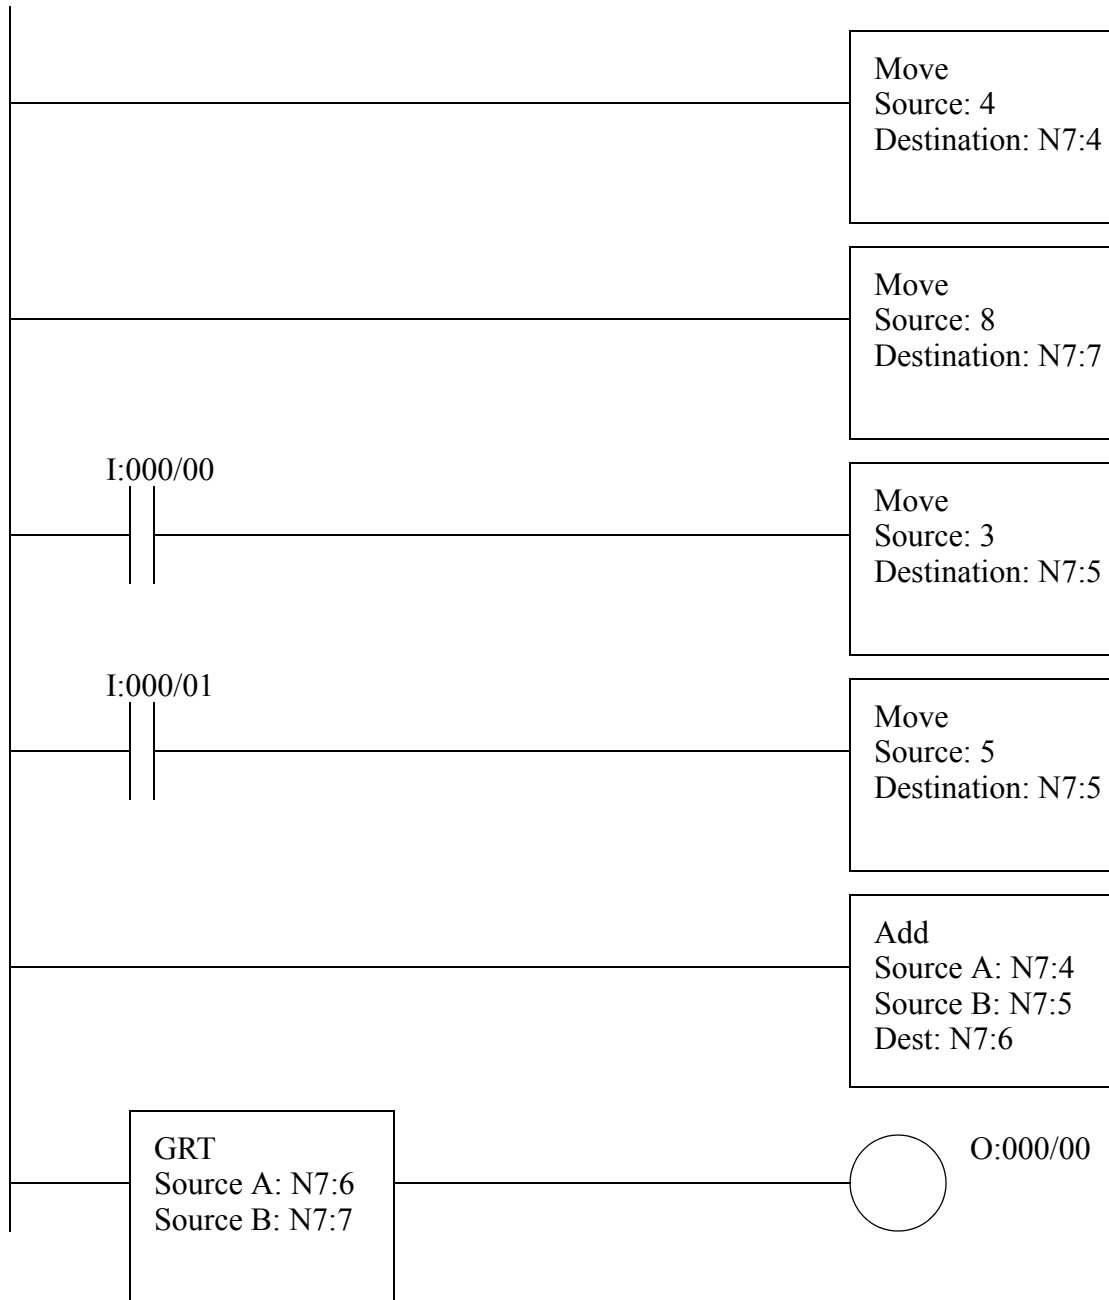 Move
Source: 4
Destination: N7:4
Move
Source: 8
Destination: N7:7
I:000/00
Move
Source: 3
Destination: N7:5
I:000/01
Move
Source: 5
Destination: N7:5
Add
Source A: N7:4
Source B: N7:5
Dest: N7:6
GRT
Source A: N7:6
Source B: N7:7
O:000/00